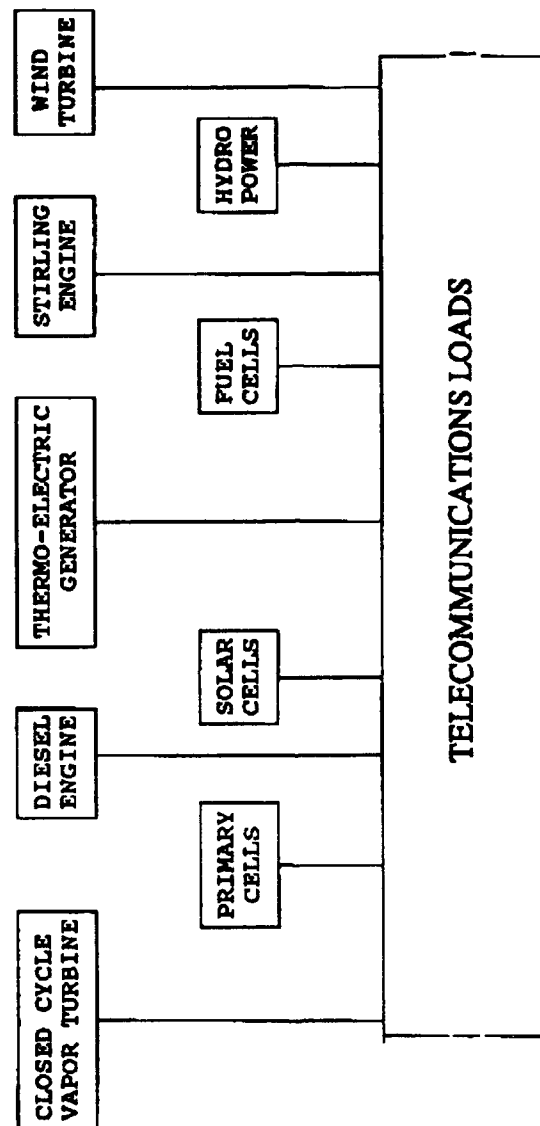 CLOSED CYCLE
VAPOR TURBINE
DIESEL
ENGINE
THERMO-ELECTRIC
GENERATOR
STIRLING
ENGINE
WIND
TURBINE
PRIMARY
CELLS
SOLAR
CELLS
FUEL
CELLS
HYDRO
POWER
TELECOMMUNICATIONS LOADS